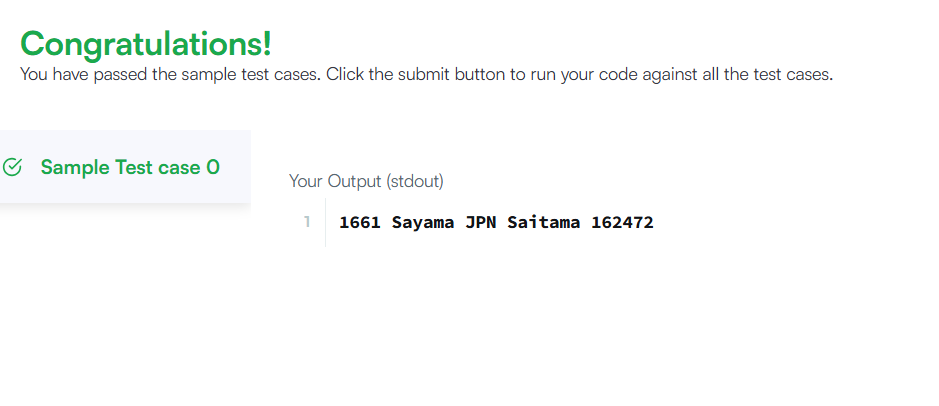 Congratulations!
You have passed the sample test cases. Click the submit button to run your code against all the test cases.
Sample Test case 0
Your Output (stdout)
1 1661 Sayama JPN Saitama 162472